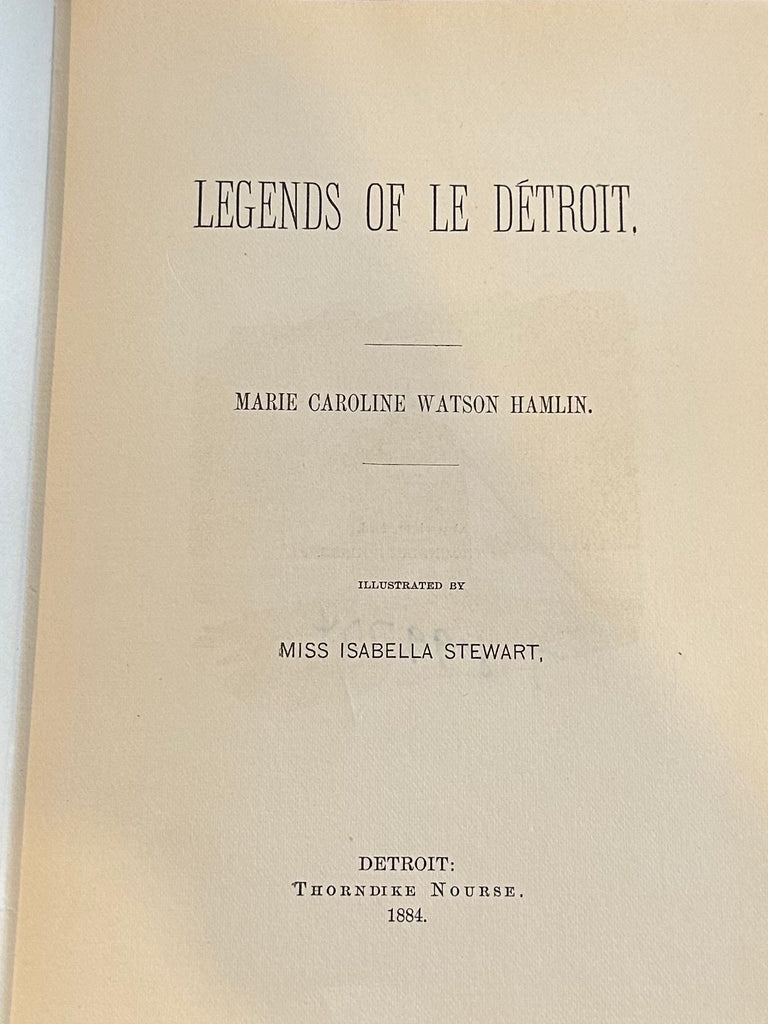 LEGENDS OF LE DÉTROIT.
MARIE CAROLINE WATSON HAMLIN.
ILLUSTRATED BY
MISS ISABELLA STEWART,
DETROIT:
THORNDIKE NOURSE.
1884.